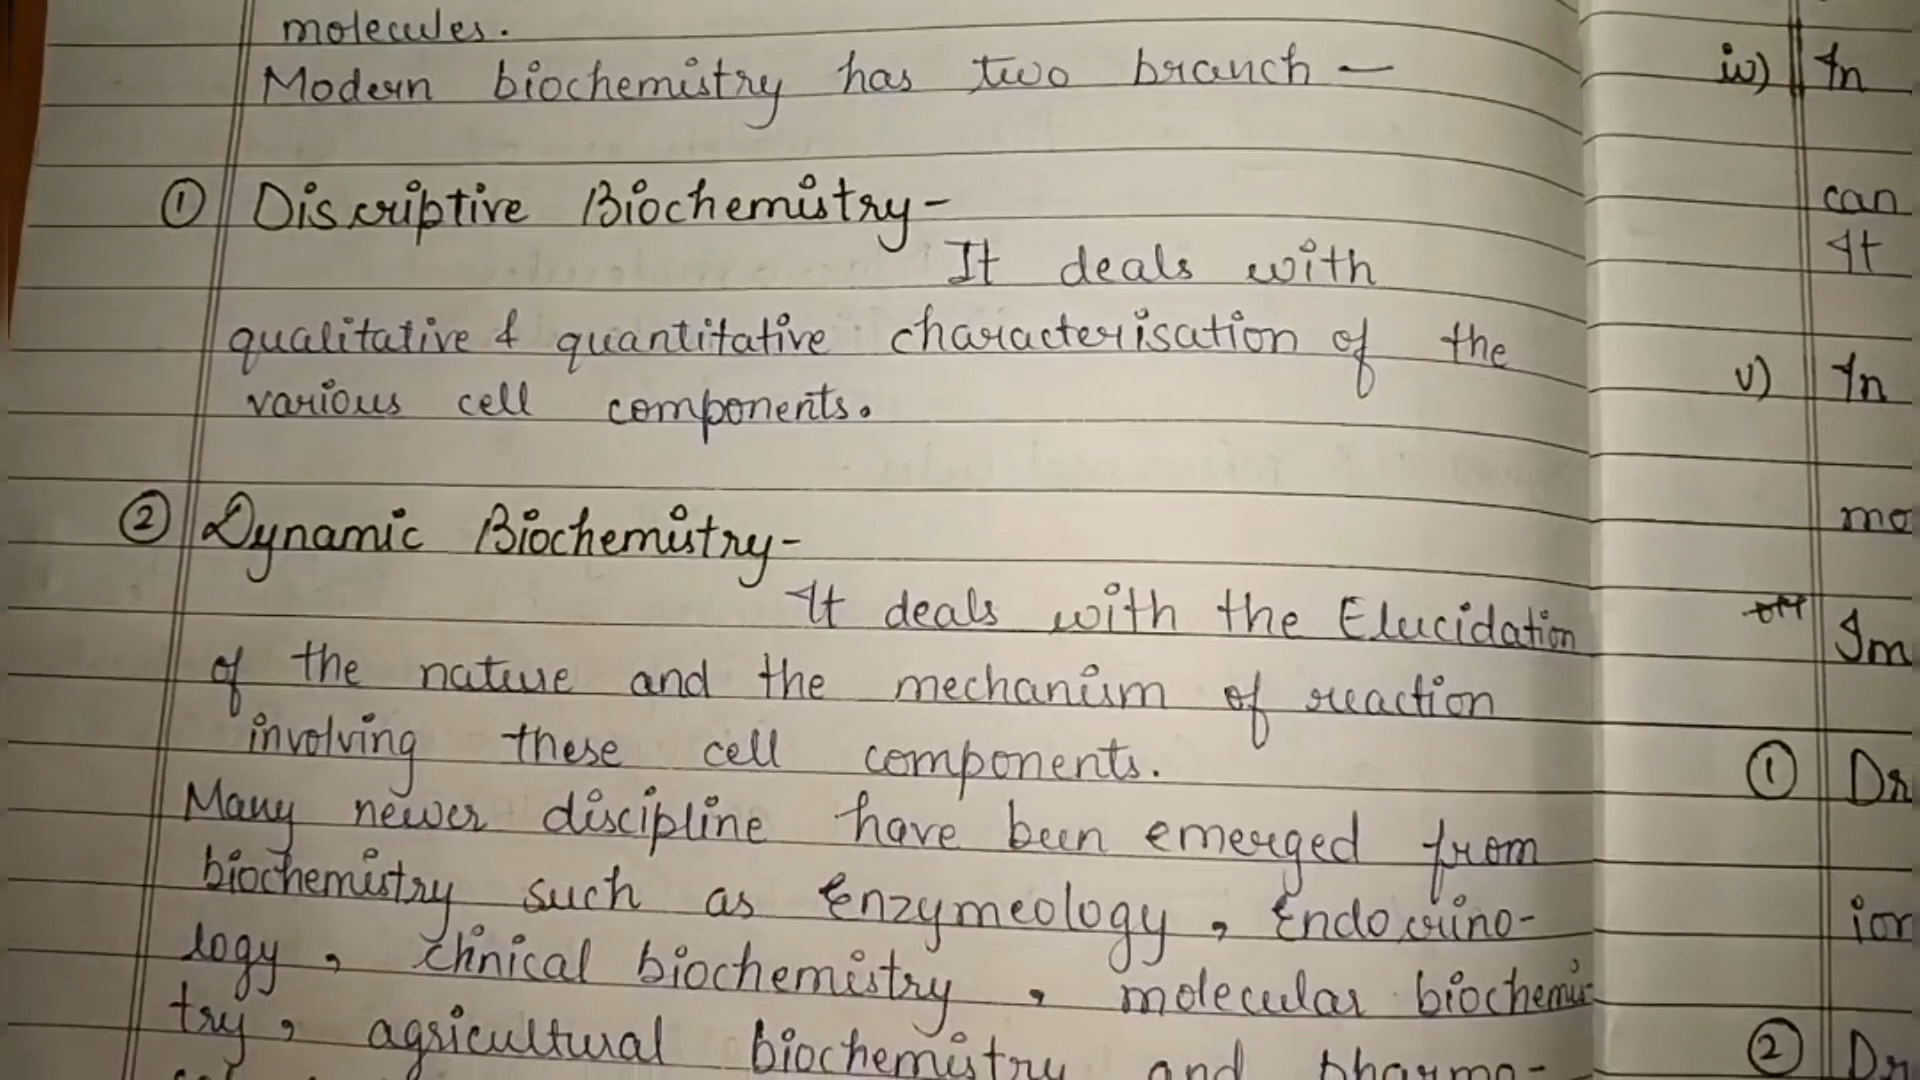 molecules.
Modern biochemistry has two branch —
① Discriptive Biochemistry-
It deals with
qualitative & quantitative characterisation of the
various cell components.
② Dynamic Biochemistry-
It deals with the Elucidation
of the nature and the mechanism of reaction
involving these cell components.
Many newer discipline have been emerged from
biochemistry such as Enzymeology, Endocrino-
logy, clinical biochemistry, molecular biochemis
try, agricultural biochemistry and pharma-
iv) In
can
It
v) In
mo
Im
① Dr
ion
② Dr